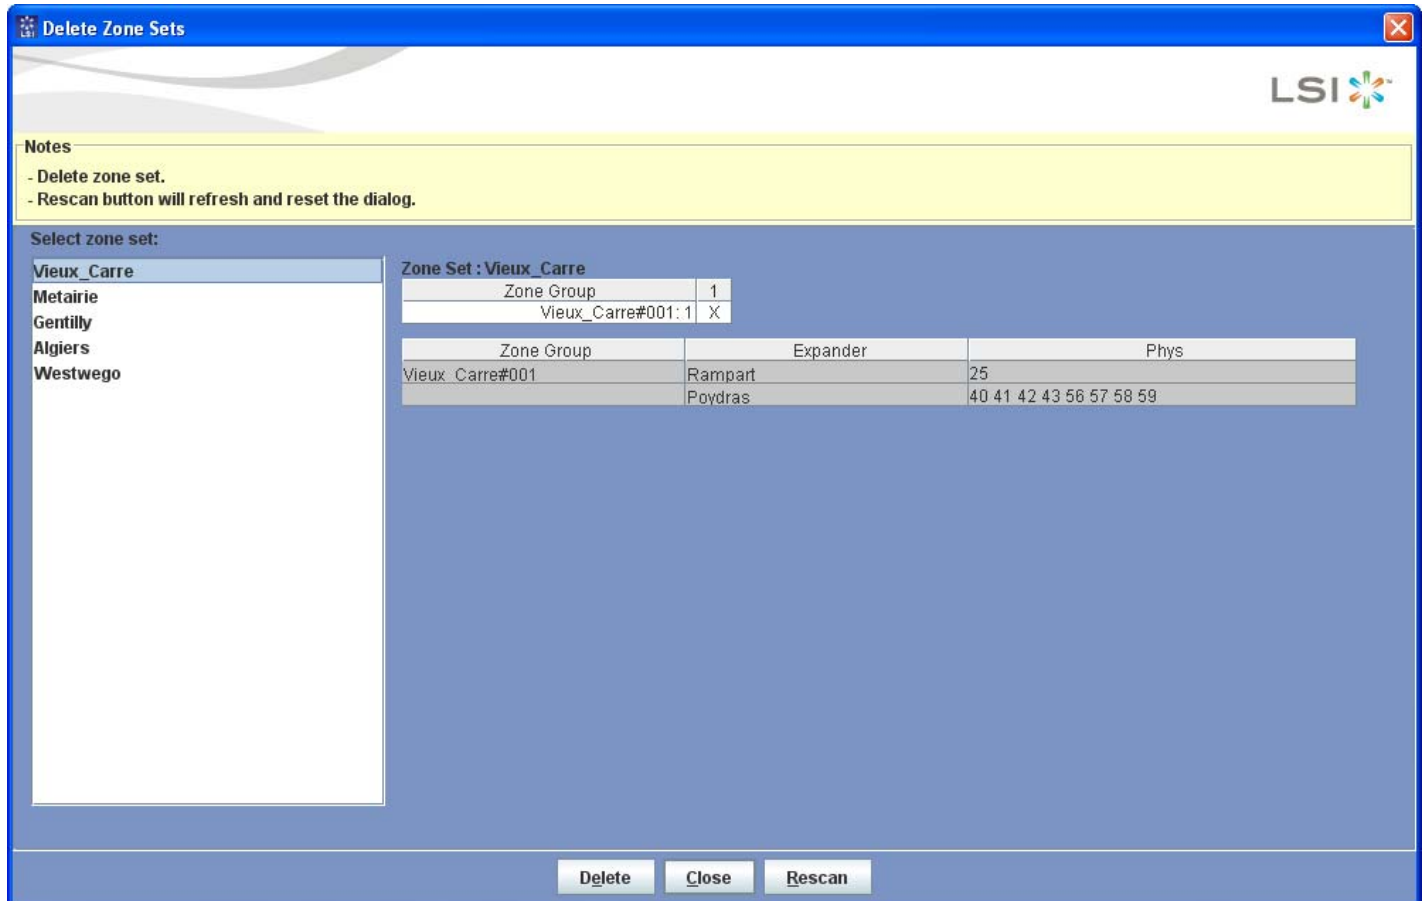 Delete Zone Sets
LSI
Notes
- Delete zone set.
- Rescan button will refresh and reset the dialog.
Select zone set:
Vieux_Carre
Metairie
Gentilly
Algiers
Westwego
Zone Set : Vieux_Carre
Zone Group 1
Vieux_Carre#001: 1 X
Zone Group Expander Phys
Vieux_Carre#001 Rampart 25
Poydras 40 41 42 43 56 57 58 59
Delete Close Rescan